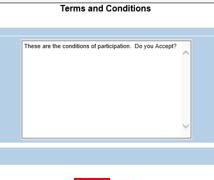 Terms and Conditions
These are the conditions of participation. Do you Accept?